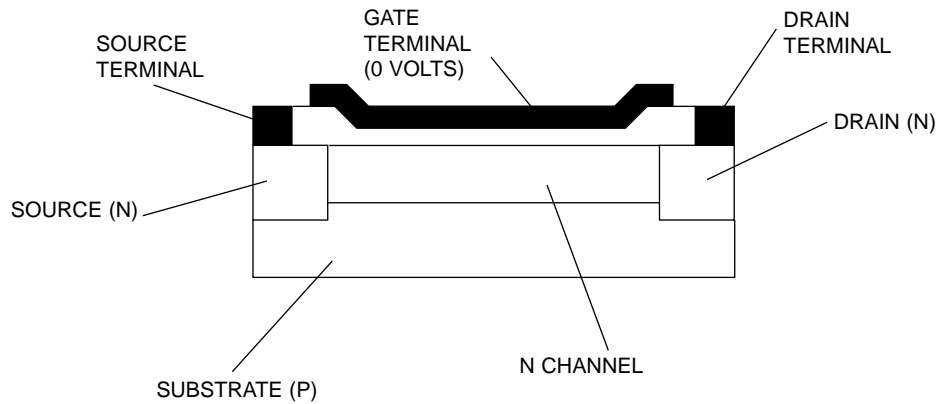 GATE
TERMINAL
(0 VOLTS)
SOURCE
TERMINAL
DRAIN
TERMINAL
DRAIN (N)
SOURCE (N)
N CHANNEL
SUBSTRATE (P)